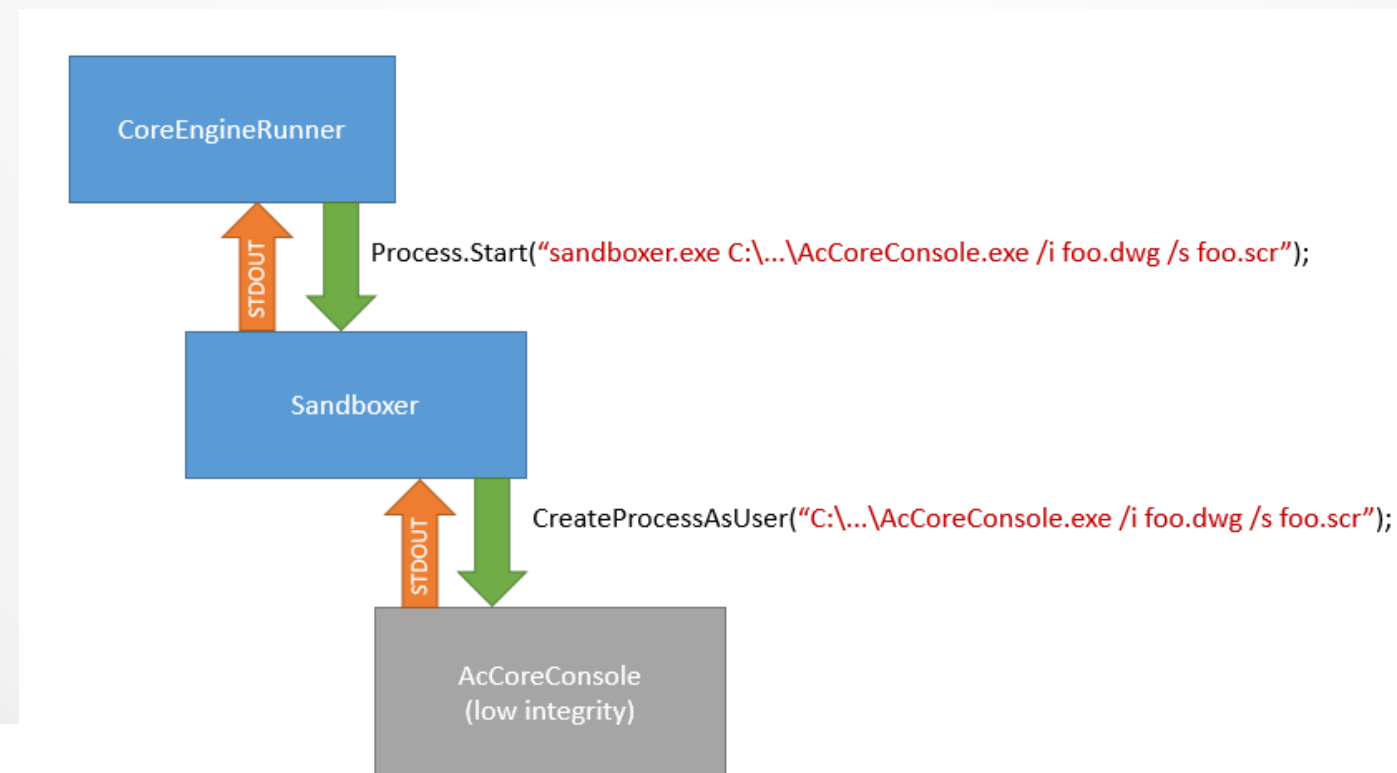 CoreEngineRunner
STDOUT
Process.Start(“sandboxer.exe C:\...\AcCoreConsole.exe /i foo.dwg /s foo.scr”);
Sandboxer
STDOUT
CreateProcessAsUser(“C:\...\AcCoreConsole.exe /i foo.dwg /s foo.scr”);
AcCoreConsole
(low integrity)